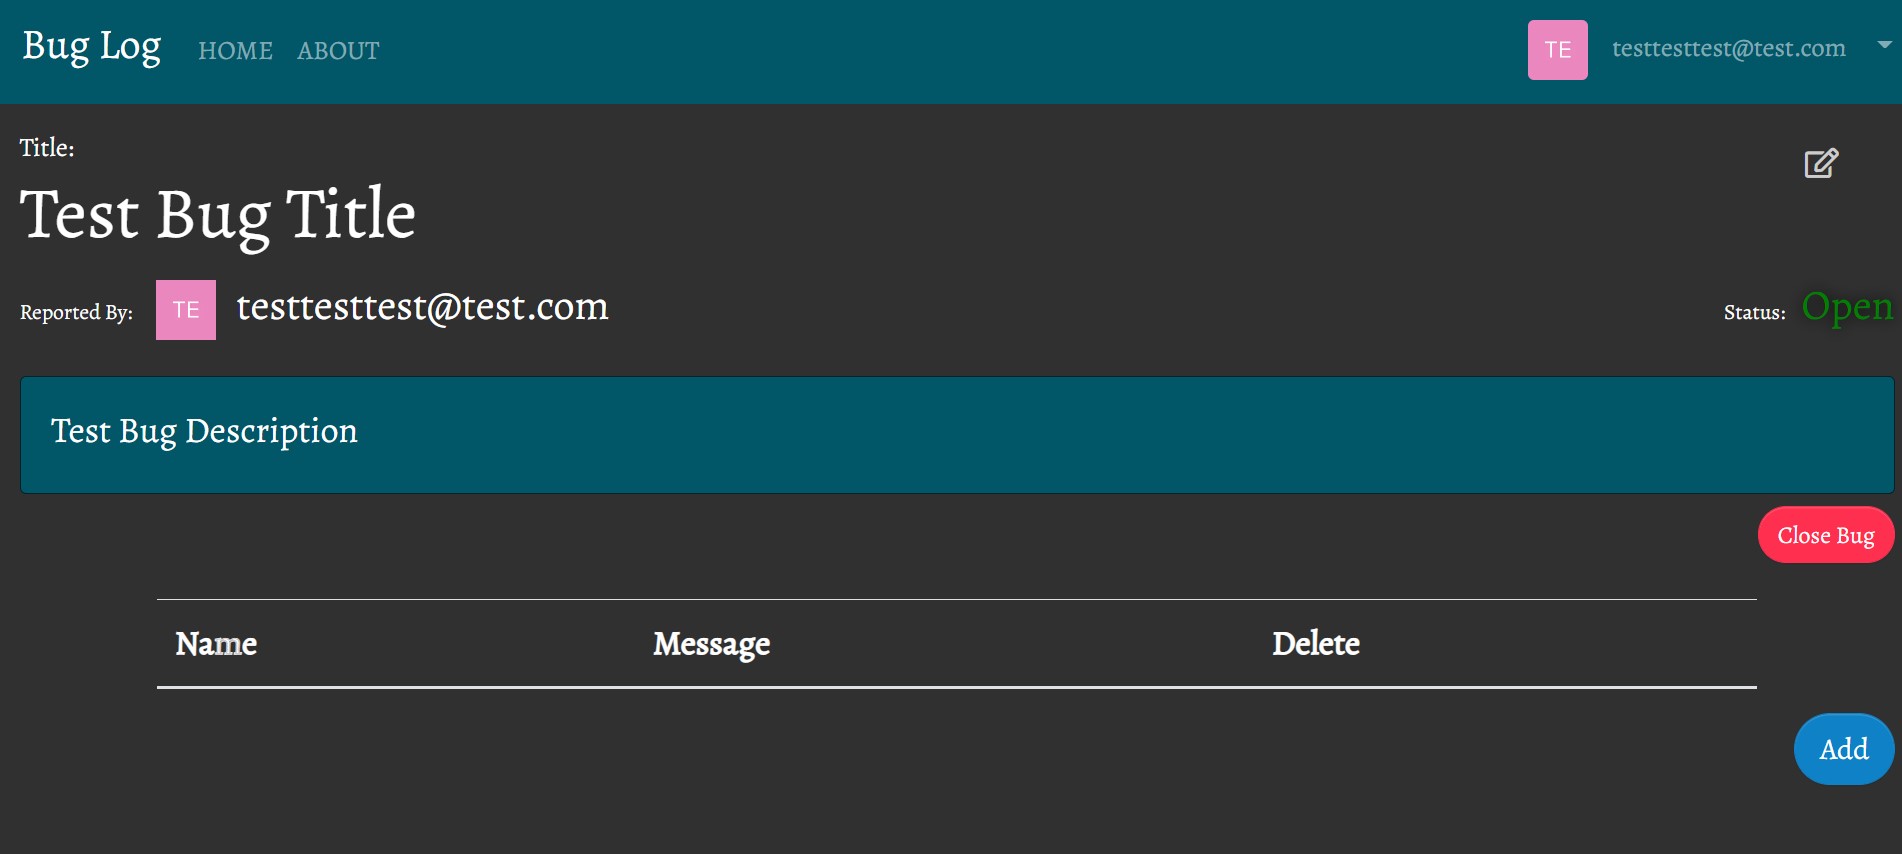 Bug Log HOME ABOUT TE testtesttest@test.com
Title:
Test Bug Title
Reported By: TE testtesttest@test.com Status: Open
Test Bug Description
Close Bug
Name Message Delete
Add